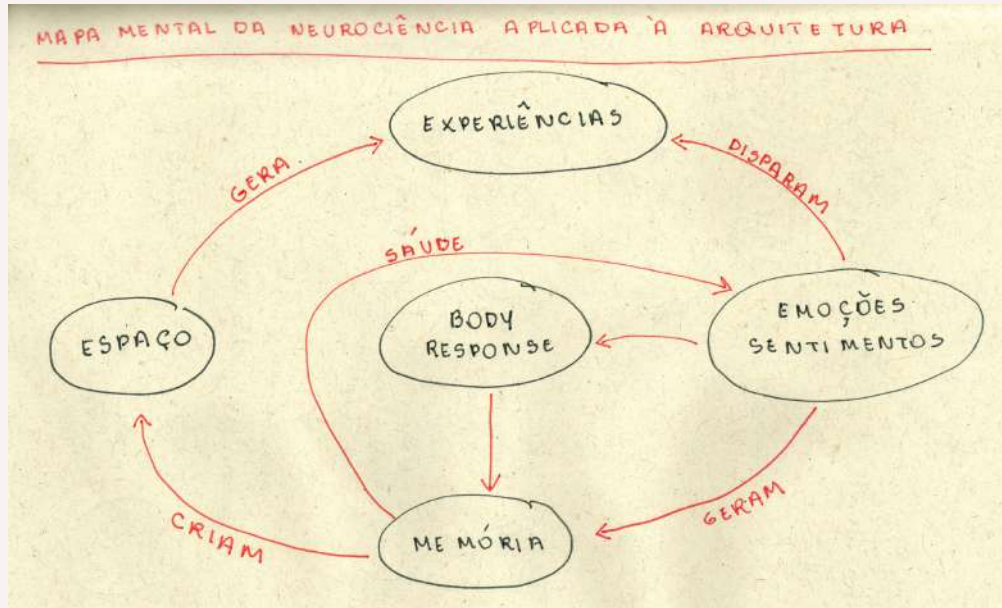 MAPA MENTAL DA NEUROCIÊNCIA APLICADA À ARQUITETURA
EXPERIÊNCIAS
GERA
DISPARAM
SAÚDE
ESPAÇO
BODY
RESPONSE
EMOÇÕES
SENTIMENTOS
CRIAM
MEMÓRIA
GERAM